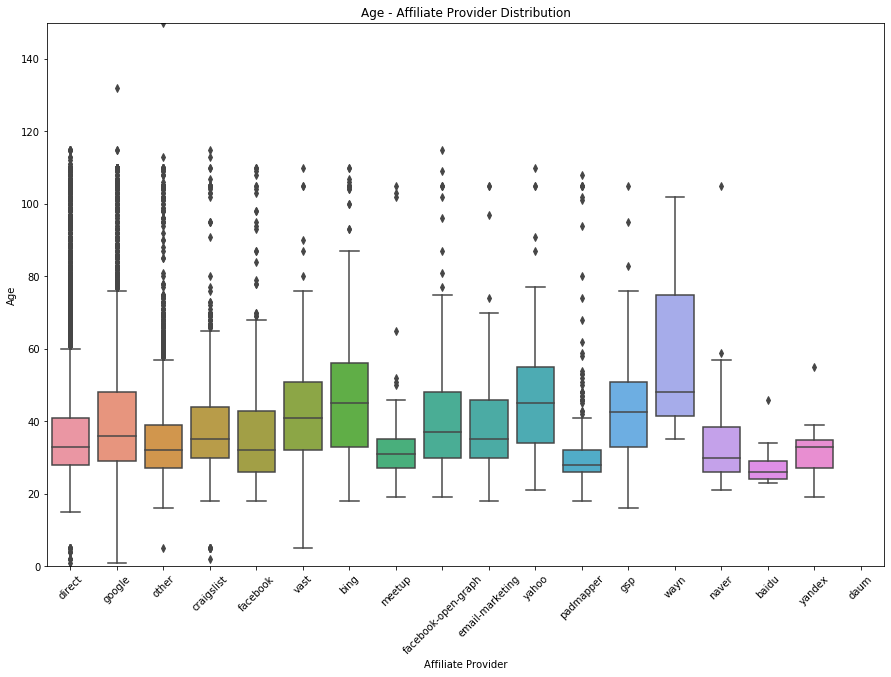 Age - Affiliate Provider Distribution
Age
140
120
100
80
60
40
20
0
direct
google
other
craigslist
facebook
vast
bing
meetup
facebook-open-graph
email-marketing
yahoo
padmapper
gsp
wayn
naver
baidu
yandex
daum
Affiliate Provider